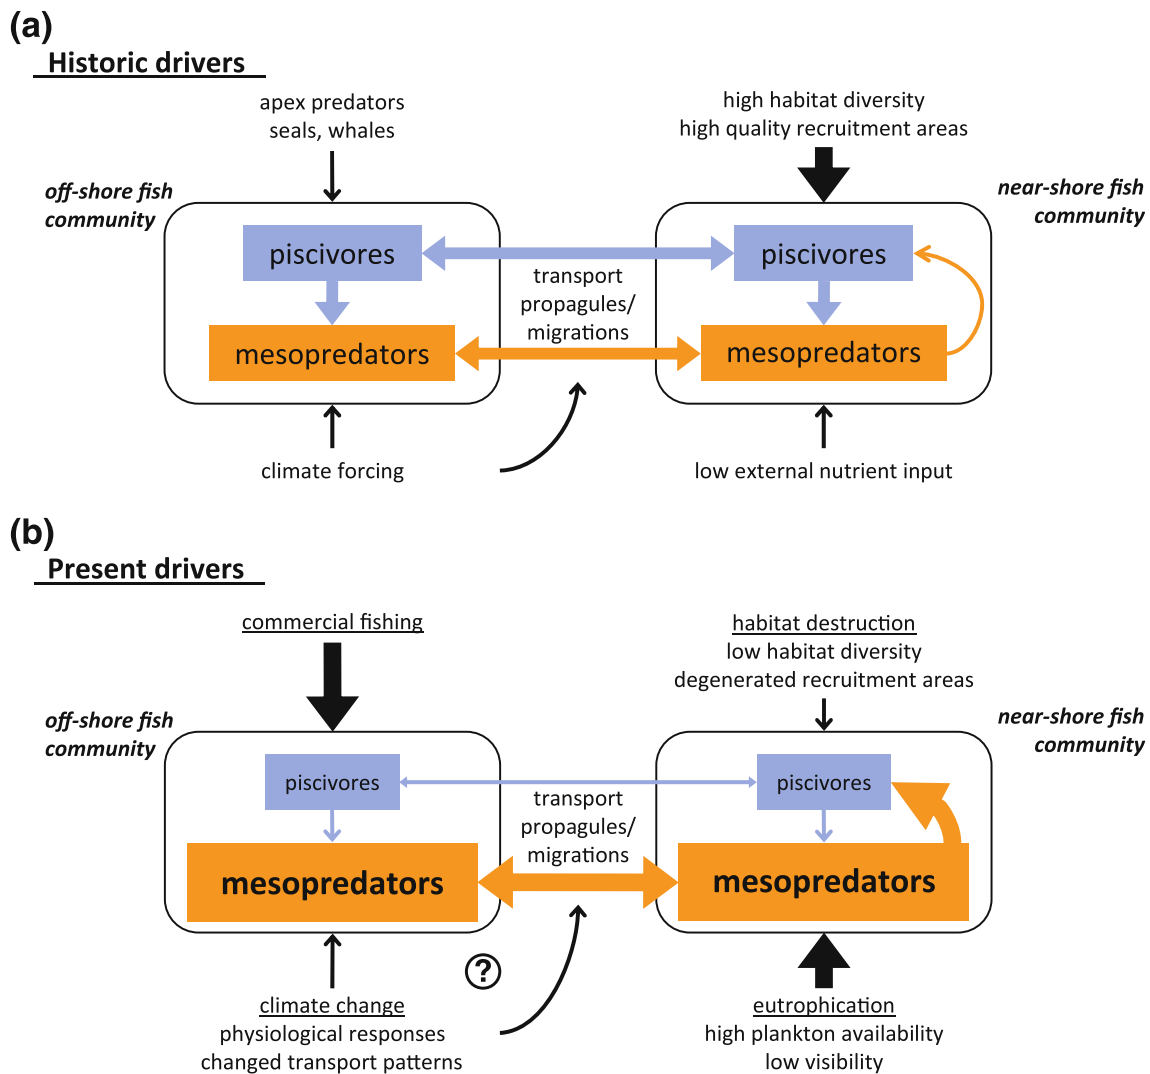 (a)
Historic drivers
apex predators
seals, whales
high habitat diversity
high quality recruitment areas
off-shore fish
community
near-shore fish
community
piscivores
piscivores
transport
propagules/
migrations
mesopredators
mesopredators
climate forcing
low external nutrient input
(b)
Present drivers
commercial fishing
habitat destruction
low habitat diversity
degenerated recruitment areas
off-shore fish
community
near-shore fish
community
piscivores
piscivores
transport
propagules/
migrations
mesopredators
mesopredators
?
climate change
physiological responses
changed transport patterns
eutrophication
high plankton availability
low visibility